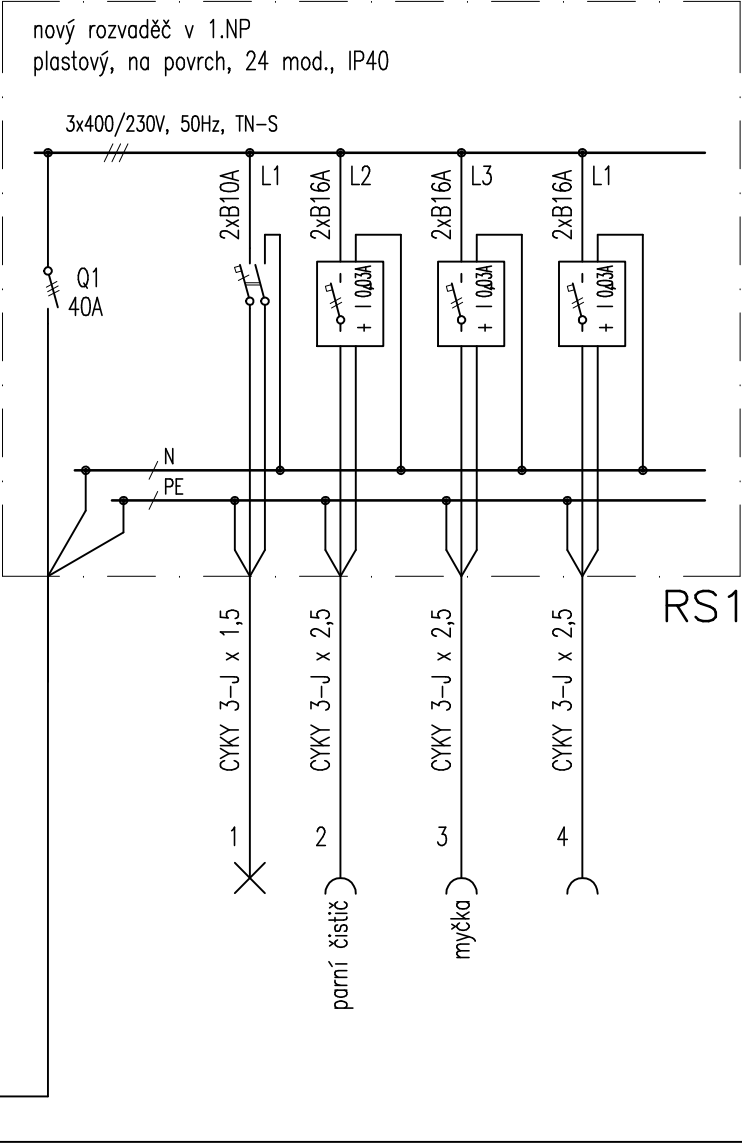 nový rozvaděč v 1.NP
plastový, na povrch, 24 mod., IP40
3x400/230V, 50Hz, TN-S
2xB10A
L1
2xB16A
L2
2xB16A
L3
2xB16A
L1
Q1
40A
+ I 0,03A -
+ I 0,03A -
+ I 0,03A -
N
PE
RS1
CYKY 3-J x 1,5
CYKY 3-J x 2,5
CYKY 3-J x 2,5
CYKY 3-J x 2,5
1
2
3
4
parní čistič
myčka